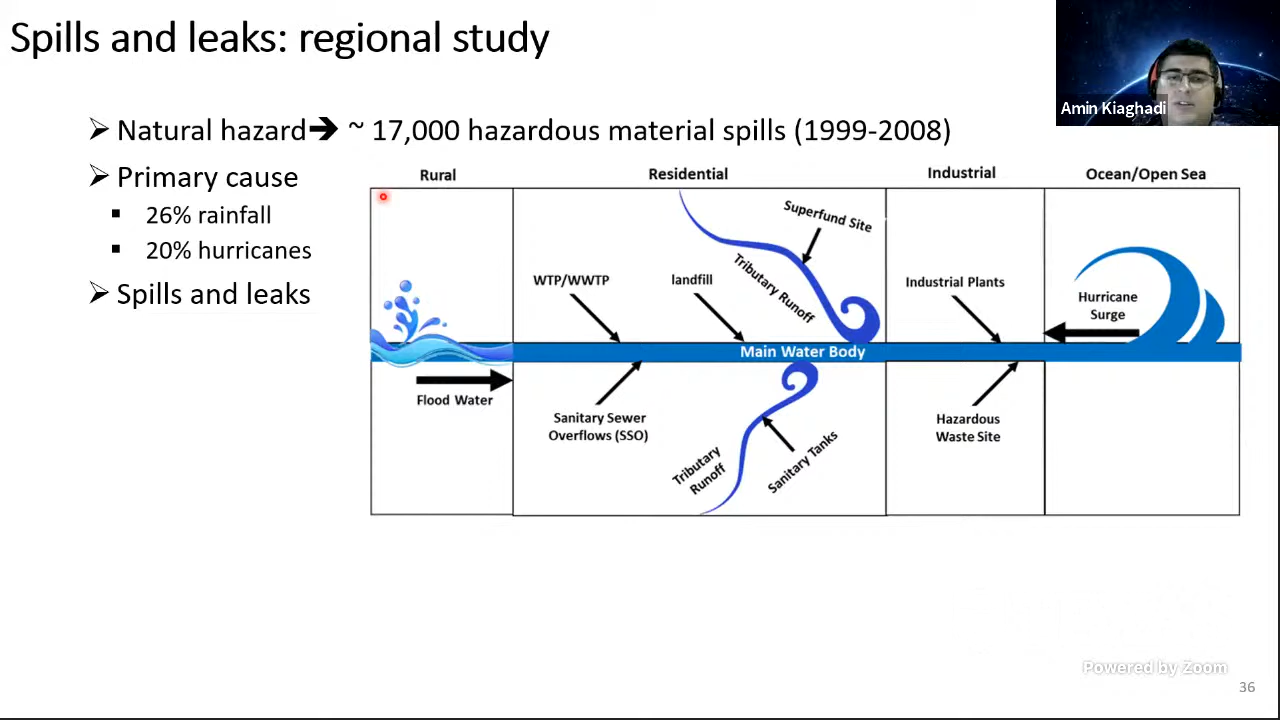 Spills and leaks: regional study
Amin Kiaghadi
➢ Natural hazard➔ ~ 17,000 hazardous material spills (1999-2008)
➢ Primary cause
▪ 26% rainfall
▪ 20% hurricanes
➢ Spills and leaks
Rural
Residential
Industrial
Ocean/Open Sea
Superfund Site
Tributary Runoff
WTP/WWTP
landfill
Industrial Plants
Hurricane
Surge
Main Water Body
Flood Water
Sanitary Sewer
Overflows (SSO)
Tributary
Runoff
Sanitary Tanks
Hazardous
Waste Site
Powered by Zoom
36